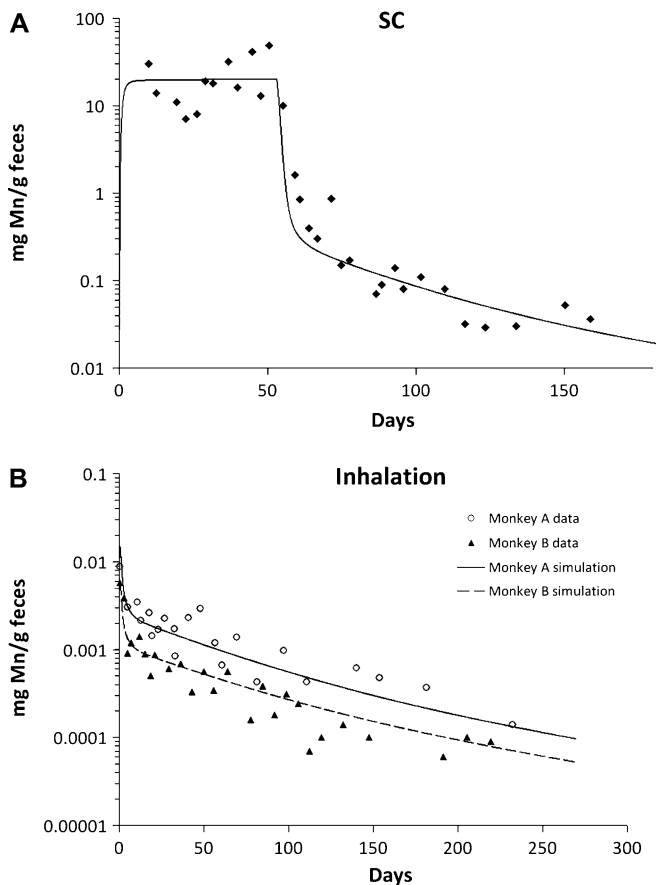 A
SC
100
10
1
0.1
0.01
mg Mn/g feces
0 50 100 150
Days
B
Inhalation
0.1
0.01
0.001
0.0001
0.00001
mg Mn/g feces
Monkey A data
Monkey B data
Monkey A simulation
Monkey B simulation
0 50 100 150 200 250 300
Days